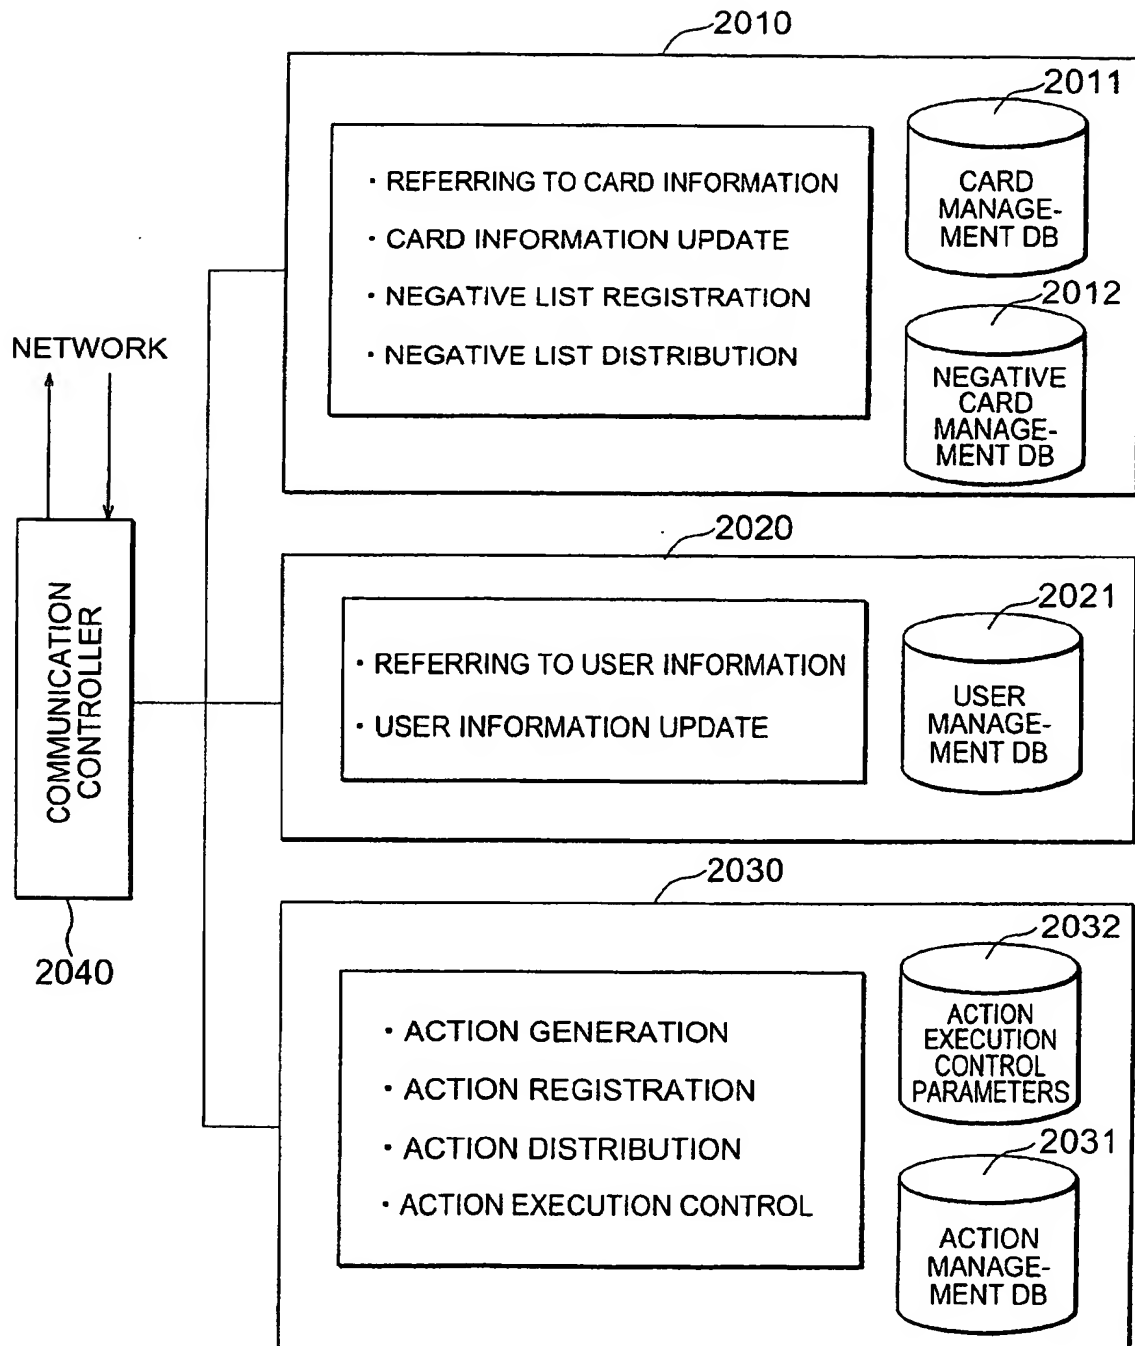 2010
2011
· REFERRING TO CARD INFORMATION
· CARD INFORMATION UPDATE
· NEGATIVE LIST REGISTRATION
· NEGATIVE LIST DISTRIBUTION
CARD
MANAGE-
MENT DB
2012
NEGATIVE
CARD
MANAGE-
MENT DB
NETWORK
COMMUNICATION
CONTROLLER
2040
2020
2021
· REFERRING TO USER INFORMATION
· USER INFORMATION UPDATE
USER
MANAGE-
MENT DB
2030
2032
· ACTION GENERATION
· ACTION REGISTRATION
· ACTION DISTRIBUTION
· ACTION EXECUTION CONTROL
ACTION
EXECUTION
CONTROL
PARAMETERS
2031
ACTION
MANAGE-
MENT DB